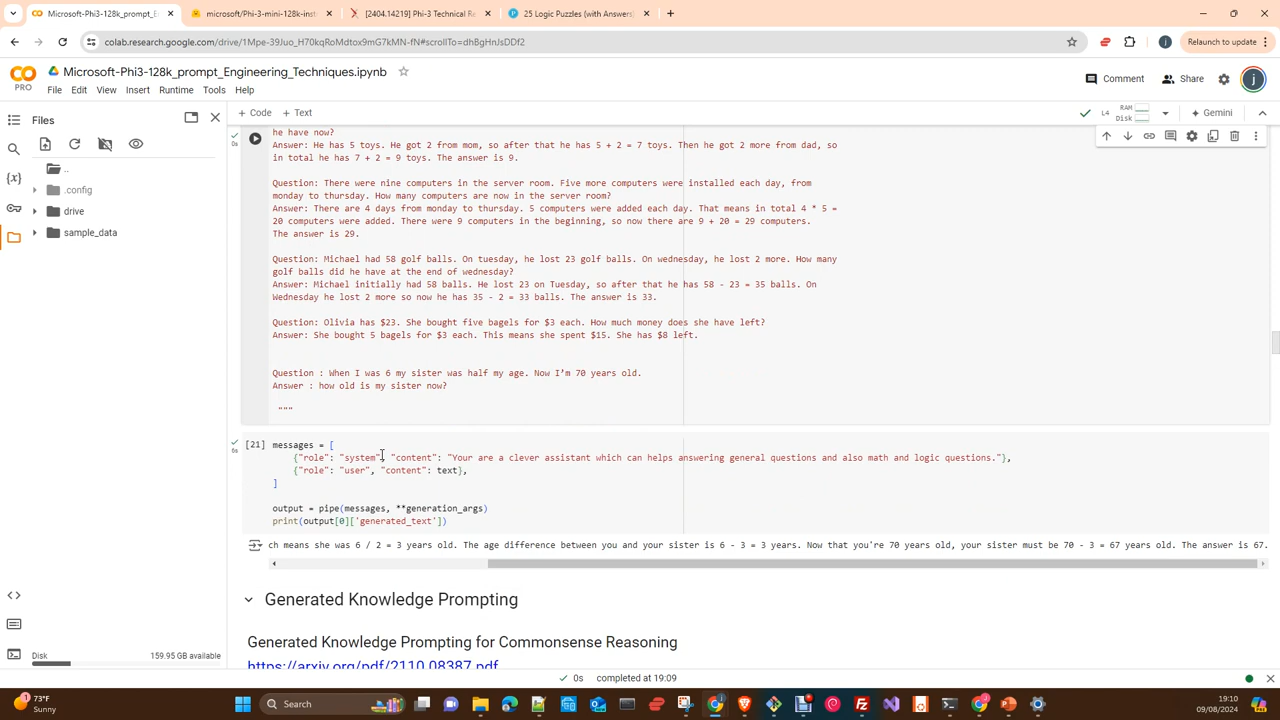 Microsoft-Phi3-128k_prompt_E
microsoft/Phi-3-mini-128k-inst
[2404.14219] Phi-3 Technical Re
25 Logic Puzzles (with Answers)
colab.research.google.com/drive/1Mpe-39Juo_H70kqRoMdtox9mG7kMN-fN#scrollTo=dhBgHnJsDDf2
Relaunch to update
CO
PRO
Microsoft-Phi3-128k_prompt_Engineering_Techniques.ipynb
File Edit View Insert Runtime Tools Help
Comment Share
Files
+ Code + Text
L4 RAM Disk
Gemini
..
.config
drive
sample_data
he have now?
Answer: He has 5 toys. He got 2 from mom, so after that he has 5 + 2 = 7 toys. Then he got 2 more from dad, so
in total he has 7 + 2 = 9 toys. The answer is 9.
Question: There were nine computers in the server room. Five more computers were installed each day, from
monday to thursday. How many computers are now in the server room?
Answer: There are 4 days from monday to thursday. 5 computers were added each day. That means in total 4 * 5 =
20 computers were added. There were 9 computers in the beginning, so now there are 9 + 20 = 29 computers.
The answer is 29.
Question: Michael had 58 golf balls. On tuesday, he lost 23 golf balls. On wednesday, he lost 2 more. How many
golf balls did he have at the end of wednesday?
Answer: Michael initially had 58 balls. He lost 23 on Tuesday, so after that he has 58 - 23 = 35 balls. On
Wednesday he lost 2 more so now he has 35 - 2 = 33 balls. The answer is 33.
Question: Olivia has $23. She bought five bagels for $3 each. How much money does she have left?
Answer: She bought 5 bagels for $3 each. This means she spent $15. She has $8 left.
Question : When I was 6 my sister was half my age. Now I’m 70 years old.
Answer : how old is my sister now?
"""
0s
[21] messages = [
6s
{"role": "system", "content": "Your are a clever assistant which can helps answering general questions and also math and logic questions."},
{"role": "user", "content": text},
]
output = pipe(messages, **generation_args)
print(output[0]['generated_text'])
ch means she was 6 / 2 = 3 years old. The age difference between you and your sister is 6 - 3 = 3 years. Now that you're 70 years old, your sister must be 70 - 3 = 67 years old. The answer is 67.
Generated Knowledge Prompting
Generated Knowledge Prompting for Commonsense Reasoning
https://arxiv.org/pdf/2110.08387.pdf
Disk 159.95 GB available
0s completed at 19:09
73°F
Sunny
Search
19:10
09/08/2024